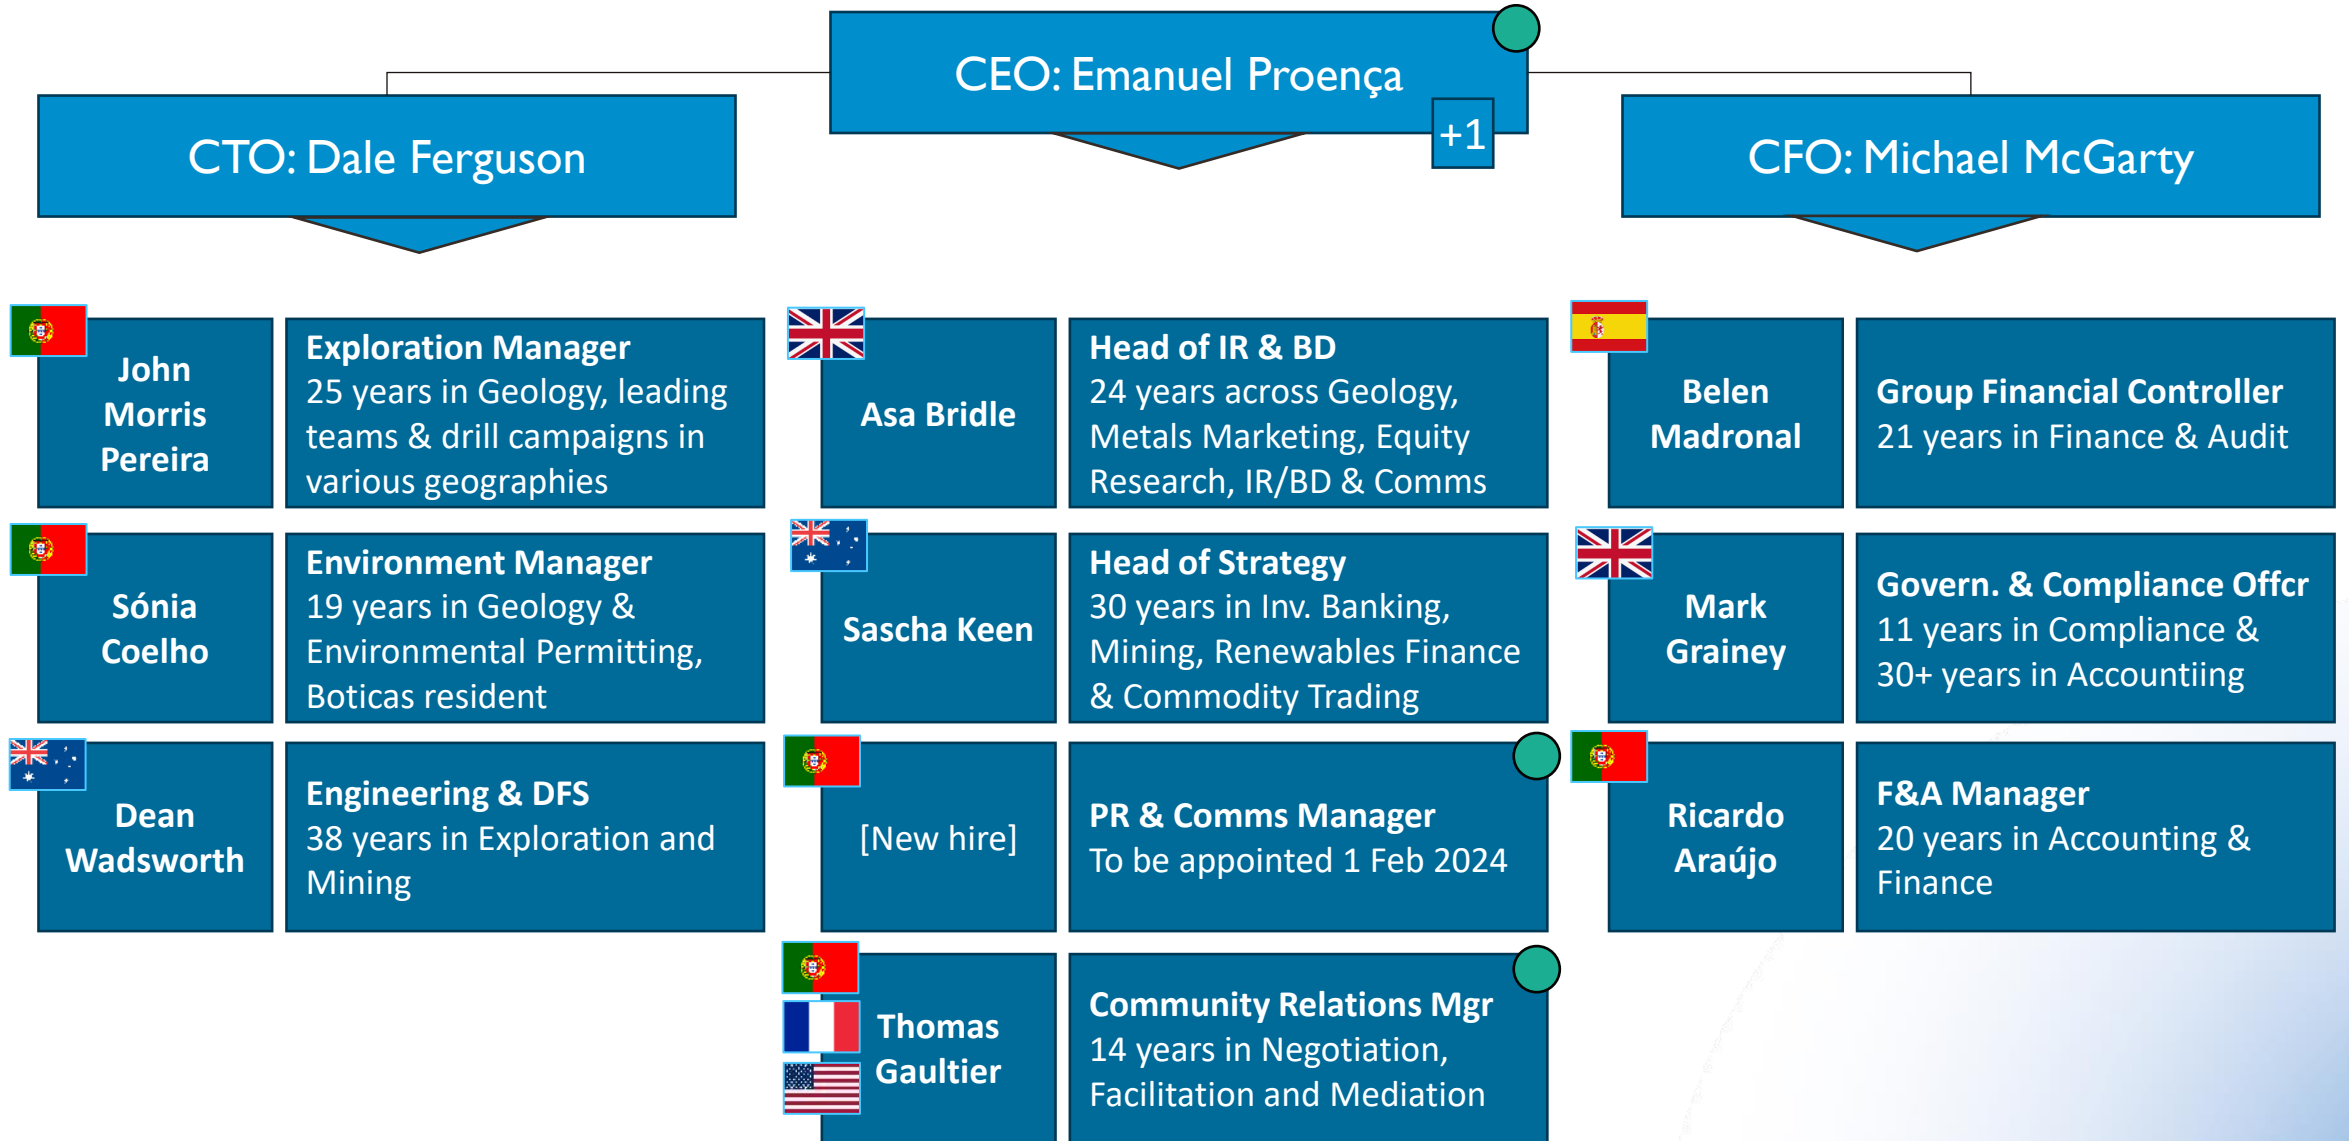 CEO: Emanuel Proença
+1
CTO: Dale Ferguson
CFO: Michael McGarty
John
Morris
Pereira
Exploration Manager
25 years in Geology, leading
teams & drill campaigns in
various geographies
Sónia
Coelho
Environment Manager
19 years in Geology &
Environmental Permitting,
Boticas resident
Dean
Wadsworth
Engineering & DFS
38 years in Exploration and
Mining
Asa Bridle
Head of IR & BD
24 years across Geology,
Metals Marketing, Equity
Research, IR/BD & Comms
Sascha Keen
Head of Strategy
30 years in Inv. Banking,
Mining, Renewables Finance
& Commodity Trading
[New hire]
PR & Comms Manager
To be appointed 1 Feb 2024
Thomas
Gaultier
Community Relations Mgr
14 years in Negotiation,
Facilitation and Mediation
Belen
Madronal
Group Financial Controller
21 years in Finance & Audit
Mark
Grainey
Govern. & Compliance Offcr
11 years in Compliance &
30+ years in Accountiing
Ricardo
Araújo
F&A Manager
20 years in Accounting &
Finance